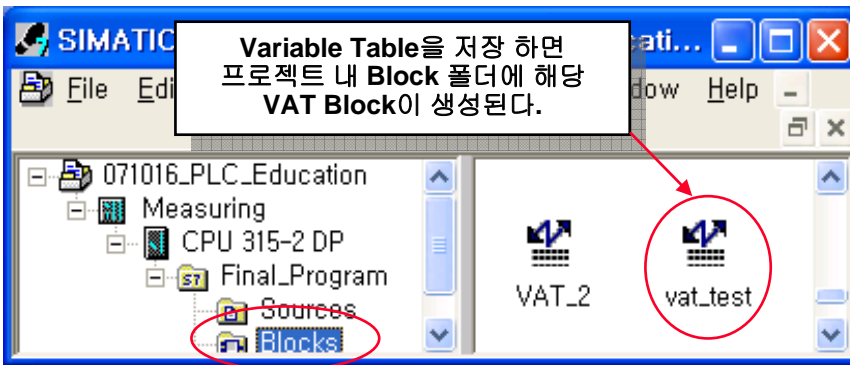 SIMATIC
Variable Table을 저장 하면
프로젝트 내 Block 폴더에 해당
VAT Block이 생성된다.
cati...
File Edi
dow Help
071016_PLC_Education
Measuring
CPU 315-2 DP
Final_Program
Sources
Blocks
VAT_2
vat_test